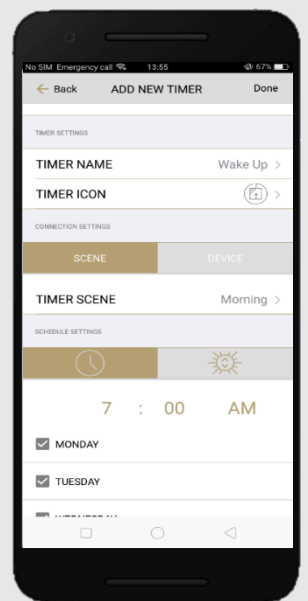 No SIM Emergency call 13:55 67%
Back ADD NEW TIMER Done
TIMER SETTINGS
TIMER NAME Wake Up >
TIMER ICON >
CONNECTION SETTINGS
SCENE DEVICE
TIMER SCENE Morning >
SCHEDULE SETTINGS
7 : 00 AM
MONDAY
TUESDAY